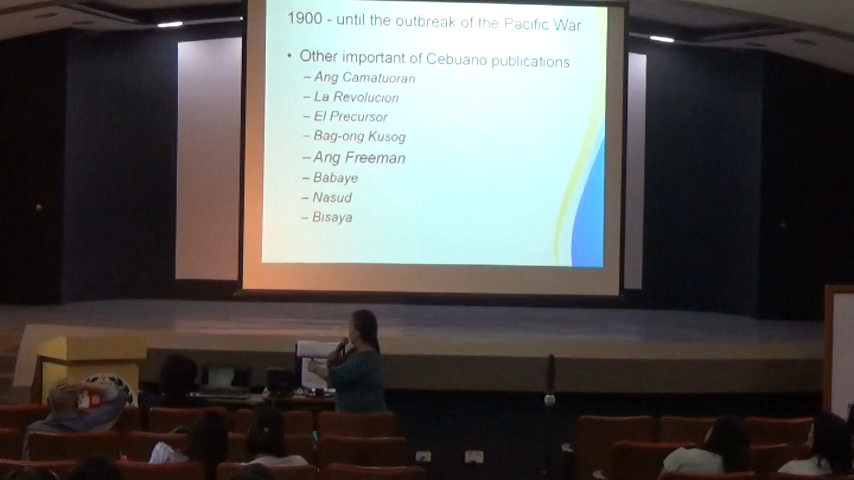 1900 - until the outbreak of the Pacific War
• Other important of Cebuano publications
– Ang Camatuoran
– La Revolucion
– El Precursor
– Bag-ong Kusog
– Ang Freeman
– Babaye
– Nasud
– Bisaya